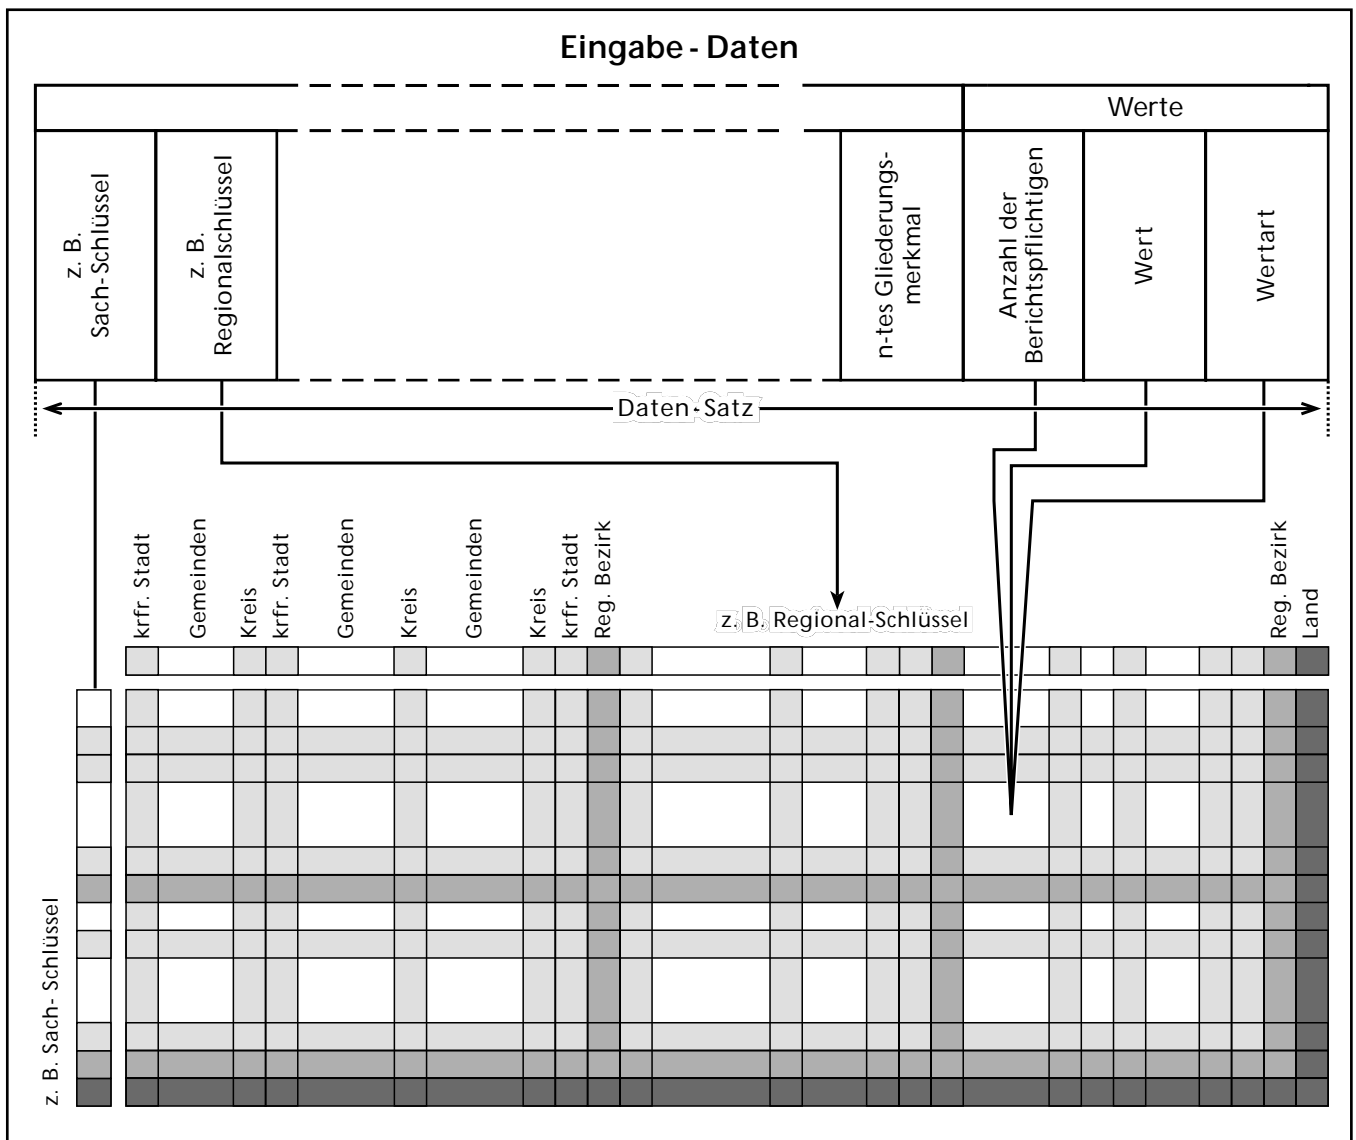 Eingabe - Daten
Werte
z. B.
Sach- Schlüssel
z. B.
Regionalschlüssel
n-tes Gliederungs-
merkmal
Anzahl der
Berichtspflichtigen
Wert
Wertart
Daten - Satz
krfr. Stadt
Gemeinden
Kreis
krfr. Stadt
Gemeinden
Kreis
Gemeinden
Kreis
krfr. Stadt
Reg. Bezirk
z. B. Regional-Schlüssel
Reg. Bezirk
Land
z. B. Sach- Schlüssel